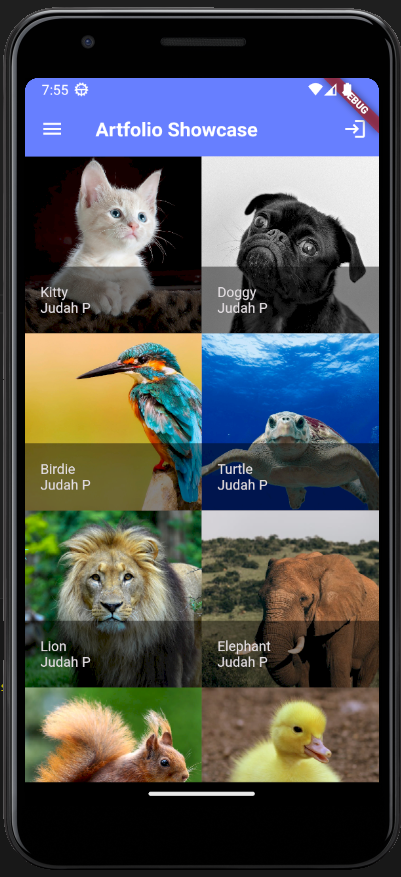 7:55
DEBUG
Artfolio Showcase
Kitty
Judah P
Doggy
Judah P
Birdie
Judah P
Turtle
Judah P
Lion
Judah P
Elephant
Judah P